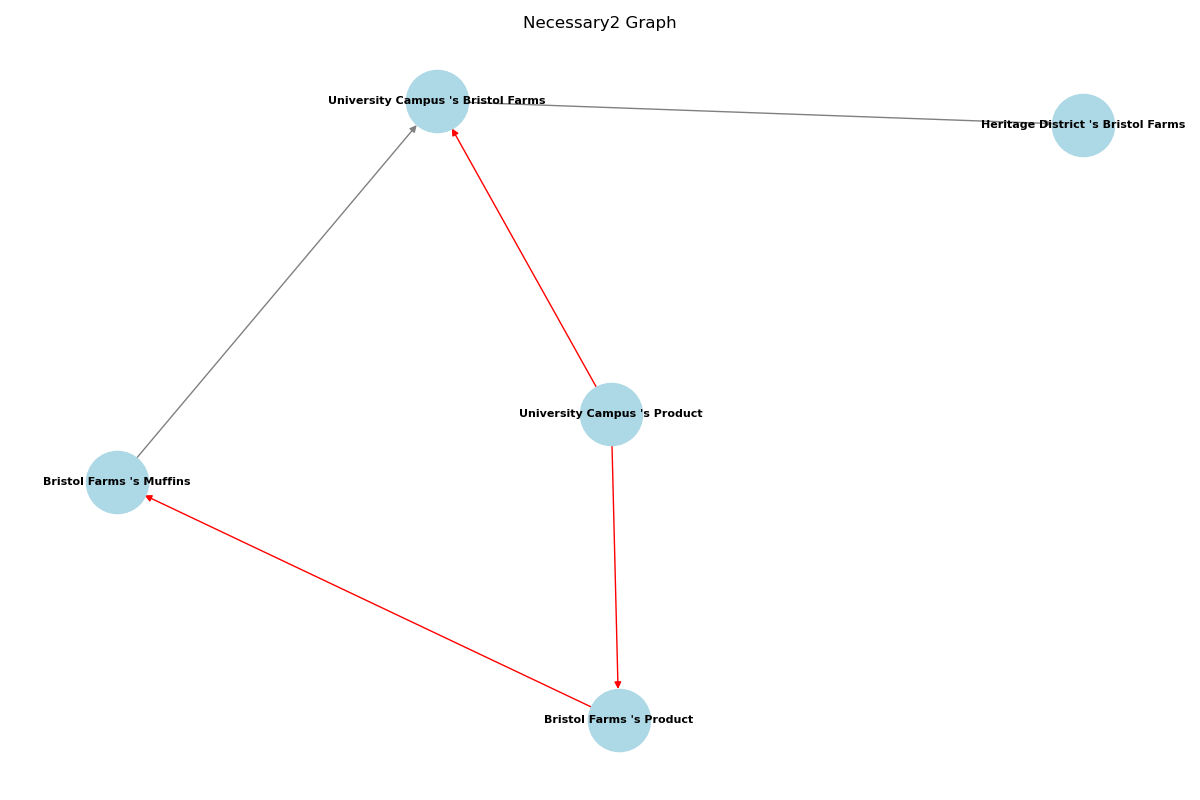 Necessary2 Graph
University Campus 's Bristol Farms
Heritage District 's Bristol Farms
University Campus 's Product
Bristol Farms 's Muffins
Bristol Farms 's Product